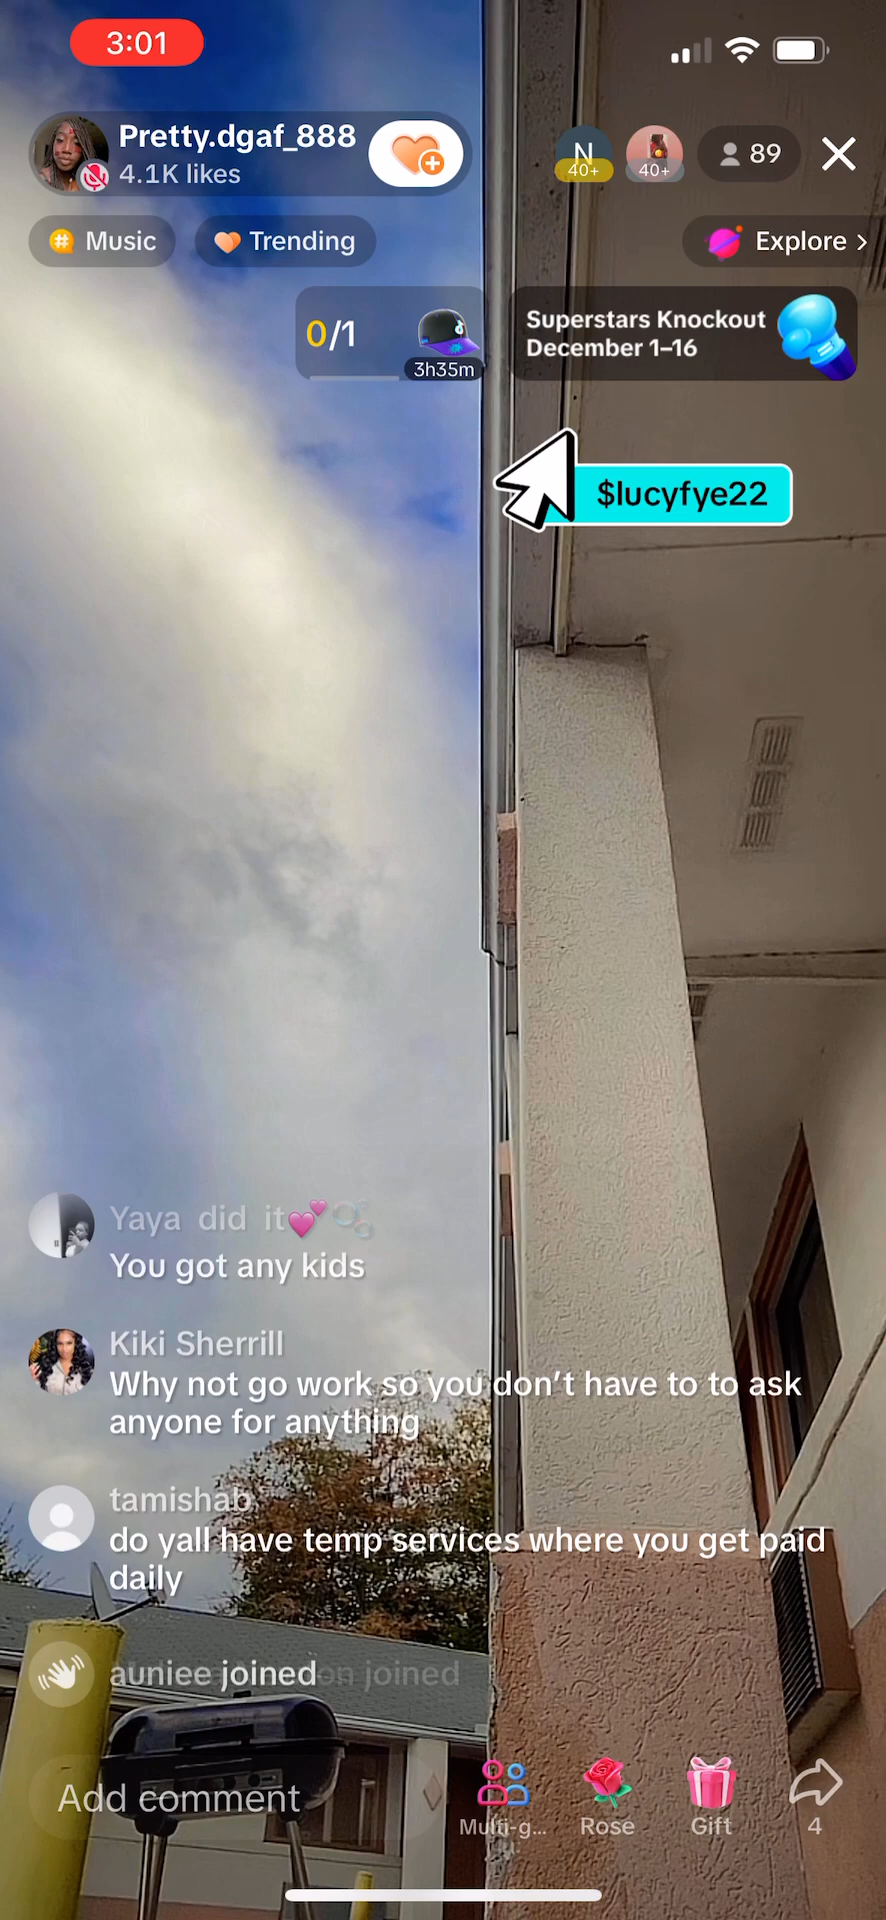 3:01
Pretty.dgaf_888
4.1K likes
N
40+
40+
89
Music
Trending
Explore >
0/1
3h35m
Superstars Knockout
December 1–16
$lucyfye22
Yaya did it💕🫧
You got any kids
Kiki Sherrill
Why not go work so you don't have to to ask
anyone for anything
tamishab
do yall have temp services where you get paid
daily
auniee joined
joined
Add comment
Multi-g...
Rose
Gift
4